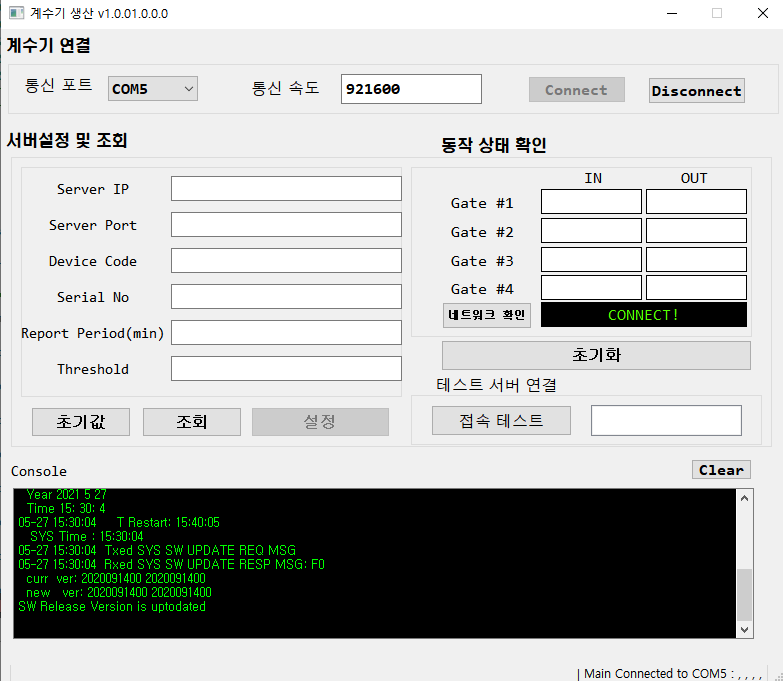 계수기 생산 v1.0.01.0.0.0
계수기 연결
통신 포트 COM5 통신 속도 921600 Connect Disconnect
서버설정 및 조회
동작 상태 확인
Server IP
Server Port
Device Code
Serial No
Report Period(min)
Threshold
초기값 조회 설정
IN OUT
Gate #1
Gate #2
Gate #3
Gate #4
네트워크 확인 CONNECT!
초기화
테스트 서버 연결
접속 테스트
Console Clear
Year 2021 5 27
Time 15: 30: 4
05-27 15:30:04 T Restart: 15:40:05
SYS Time : 15:30:04
05-27 15:30:04 Txed SYS SW UPDATE REQ MSG
05-27 15:30:04 Rxed SYS SW UPDATE RESP MSG: F0
curr ver: 2020091400 2020091400
new ver: 2020091400 2020091400
SW Release Version is uptodated
| Main Connected to COM5 : , , , ,